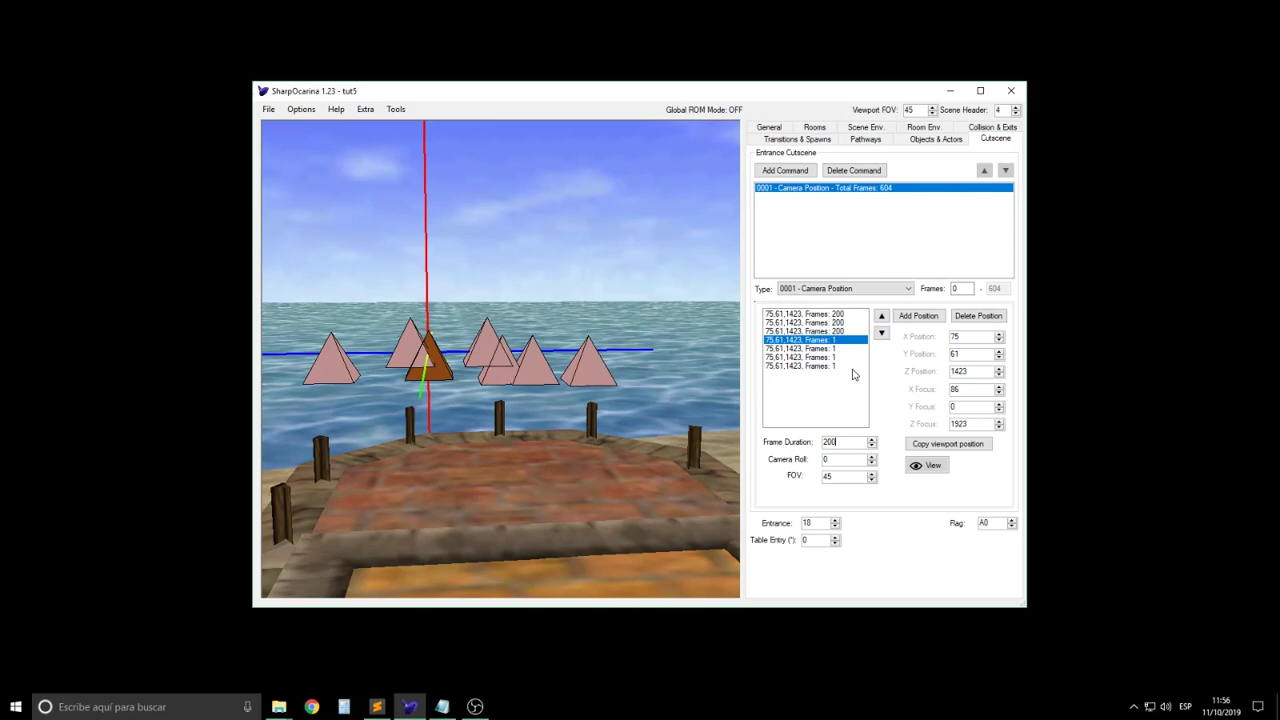 SharpOcarina 1.23 - tut5
File Options Help Extra Tools Global ROM Mode: OFF Viewport FOV: 45 Scene Header: 4
General Rooms Scene Env. Room Env. Collision & Exits
Transitions & Spawns Pathways Objects & Actors Cutscene
Entrance Cutscene
Add Command Delete Command
0001 - Camera Position - Total Frames: 604
Type: 0001 - Camera Position Frames: 0 - 604
75,61,1423, Frames: 200
75,61,1423, Frames: 200
75,61,1423, Frames: 200
75,61,1423, Frames: 1
75,61,1423, Frames: 1
75,61,1423, Frames: 1
75,61,1423, Frames: 1
Add Position Delete Position
X Position: 75
Y Position: 61
Z Position: 1423
X Focus: 86
Y Focus: 0
Z Focus: 1923
Frame Duration: 200 Copy viewport position
Camera Roll: 0 View
FOV: 45
Entrance: 18 Flag: A0
Table Entry (*): 0
Escribe aquí para buscar
ESP
11:56
11/10/2019